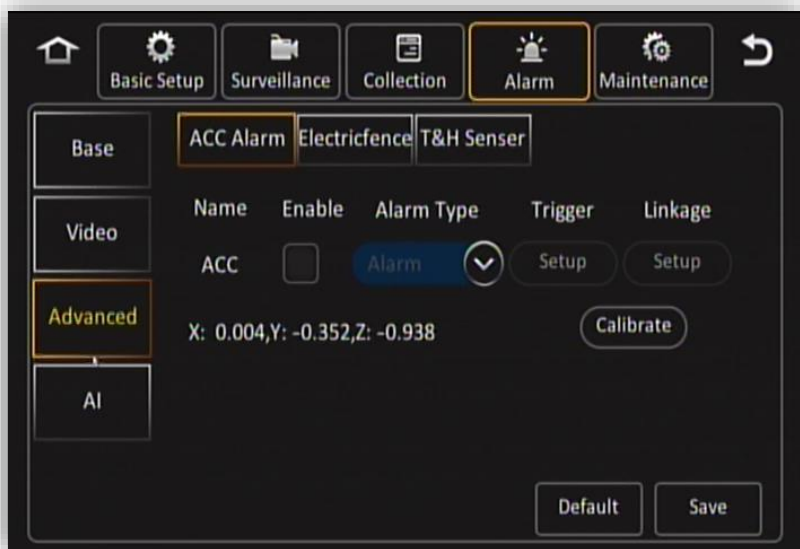 Basic Setup Surveillance Collection Alarm Maintenance
Base
Video
Advanced
AI
ACC Alarm Electricfence T&H Senser
Name Enable Alarm Type Trigger Linkage
ACC Alarm Setup Setup
X: 0.004,Y: -0.352,Z: -0.938 Calibrate
Default Save